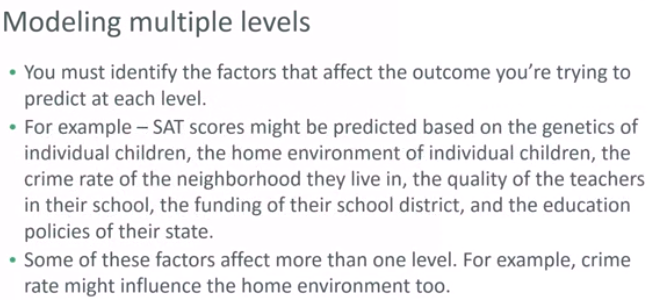 Modeling multiple levels
• You must identify the factors that affect the outcome you're trying to
predict at each level.
• For example – SAT scores might be predicted based on the genetics of
individual children, the home environment of individual children, the
crime rate of the neighborhood they live in, the quality of the teachers
in their school, the funding of their school district, and the education
policies of their state.
• Some of these factors affect more than one level. For example, crime
rate might influence the home environment too.